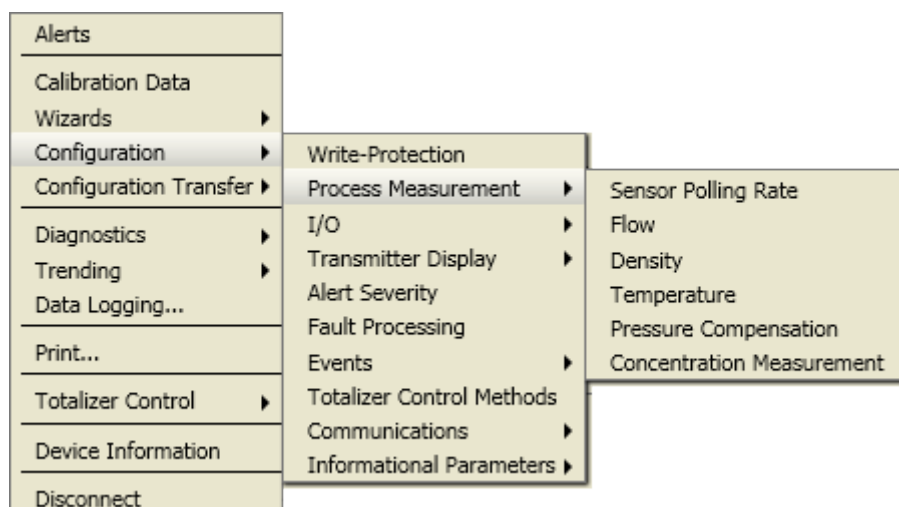 Alerts
Calibration Data
Wizards
Configuration
Configuration Transfer
Diagnostics
Trending
Data Logging...
Print...
Totalizer Control
Device Information
Disconnect
Write-Protection
Process Measurement
I/O
Transmitter Display
Alert Severity
Fault Processing
Events
Totalizer Control Methods
Communications
Informational Parameters
Sensor Polling Rate
Flow
Density
Temperature
Pressure Compensation
Concentration Measurement